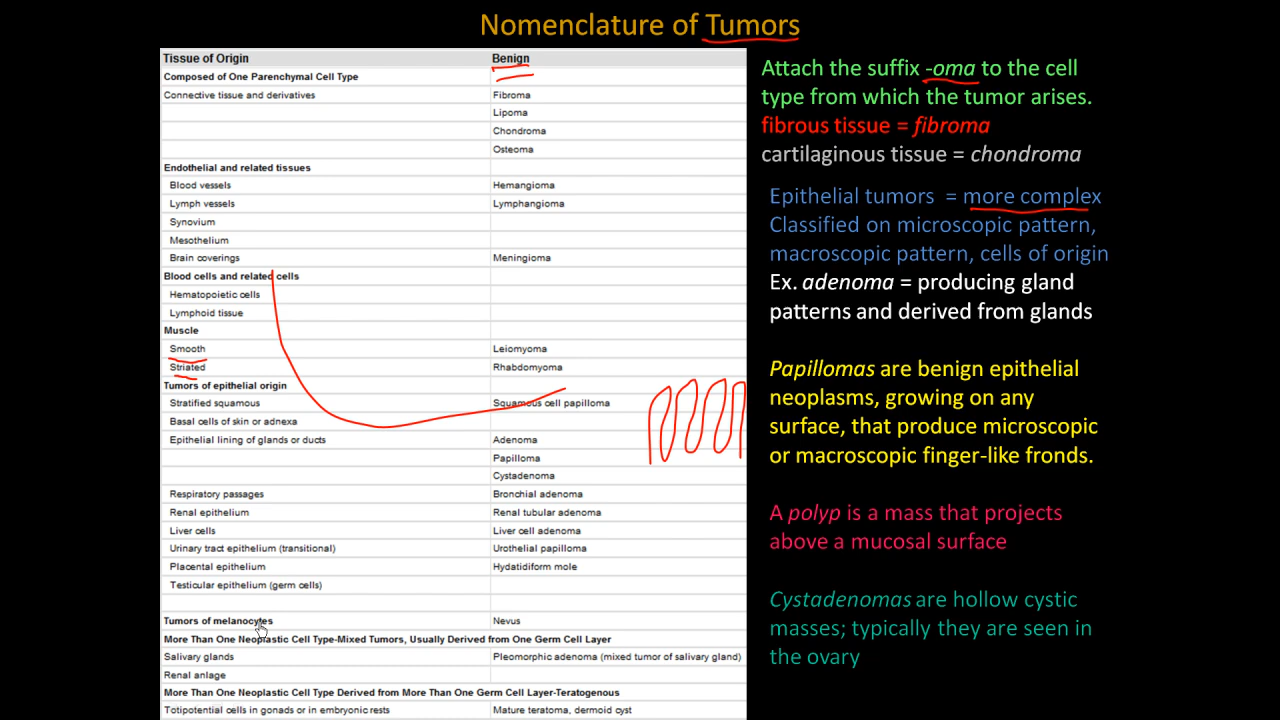 Nomenclature of Tumors
Tissue of Origin Benign
Composed of One Parenchymal Cell Type
Connective tissue and derivatives Fibroma
Lipoma
Chondroma
Osteoma
Endothelial and related tissues
Blood vessels Hemangioma
Lymph vessels Lymphangioma
Synovium
Mesothelium
Brain coverings Meningioma
Blood cells and related cells
Hematopoietic cells
Lymphoid tissue
Muscle
Smooth Leiomyoma
Striated Rhabdomyoma
Tumors of epithelial origin
Stratified squamous Squamous cell papilloma
Basal cells of skin or adnexa
Epithelial lining of glands or ducts Adenoma
Papilloma
Cystadenoma
Respiratory passages Bronchial adenoma
Renal epithelium Renal tubular adenoma
Liver cells Liver cell adenoma
Urinary tract epithelium (transitional) Urothelial papilloma
Placental epithelium Hydatidiform mole
Testicular epithelium (germ cells)
Tumors of melanocytes Nevus
More Than One Neoplastic Cell Type-Mixed Tumors, Usually Derived from One Germ Cell Layer
Salivary glands Pleomorphic adenoma (mixed tumor of salivary gland)
Renal anlage
More Than One Neoplastic Cell Type Derived from More Than One Germ Cell Layer-Teratogenous
Totipotential cells in gonads or in embryonic rests Mature teratoma, dermoid cyst
Attach the suffix -oma to the cell
type from which the tumor arises.
fibrous tissue = fibroma
cartilaginous tissue = chondroma
Epithelial tumors = more complex
Classified on microscopic pattern,
macroscopic pattern, cells of origin
Ex. adenoma = producing gland
patterns and derived from glands
Papillomas are benign epithelial
neoplasms, growing on any
surface, that produce microscopic
or macroscopic finger-like fronds.
A polyp is a mass that projects
above a mucosal surface
Cystadenomas are hollow cystic
masses; typically they are seen in
the ovary